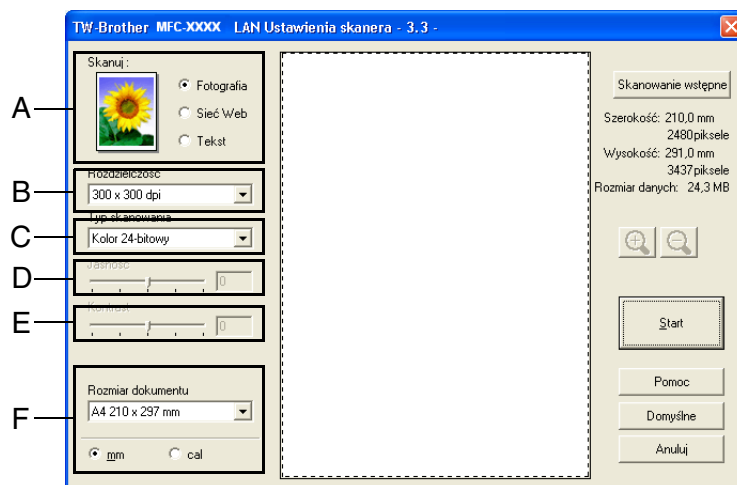 TW-Brother MFC-XXXX LAN Ustawienia skanera - 3.3 -
A
Skanuj :
Fotografia
Sieć Web
Tekst
B
Rozdzielczość
300 x 300 dpi
C
Typ skanowania
Kolor 24-bitowy
D
Jasność
0
E
Kontrast
0
F
Rozmiar dokumentu
A4 210 x 297 mm
mm
cal
Skanowanie wstępne
Szerokość: 210,0 mm
2480piksele
Wysokość: 291,0 mm
3437piksele
Rozmiar danych: 24,3 MB
Start
Pomoc
Domyślne
Anuluj